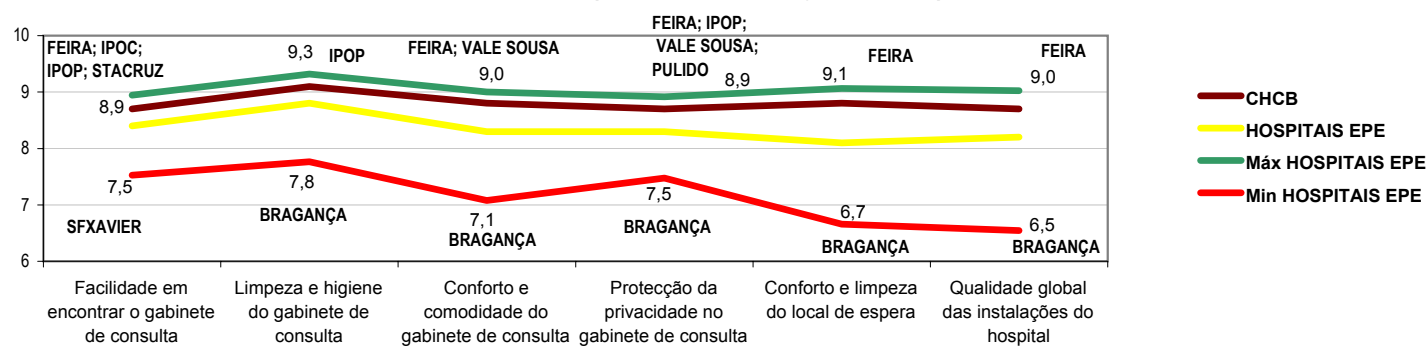 FEIRA; IPOC;
IPOP; STACRUZ
IPOP
FEIRA; VALE SOUSA
FEIRA; IPOP;
VALE SOUSA;
PULIDO
FEIRA
FEIRA
10
9
8
7
6
8,9
9,3
9,0
8,9
9,1
9,0
7,5
7,8
7,1
7,5
6,7
6,5
SFXAVIER
BRAGANÇA
BRAGANÇA
BRAGANÇA
BRAGANÇA
BRAGANÇA
Facilidade em
encontrar o gabinete
de consulta
Limpeza e higiene
do gabinete de
consulta
Conforto e
comodidade do
gabinete de consulta
Protecção da
privacidade no
gabinete de consulta
Conforto e limpeza
do local de espera
Qualidade global
das instalações do
hospital
CHCB
HOSPITAIS EPE
Máx HOSPITAIS EPE
Min HOSPITAIS EPE